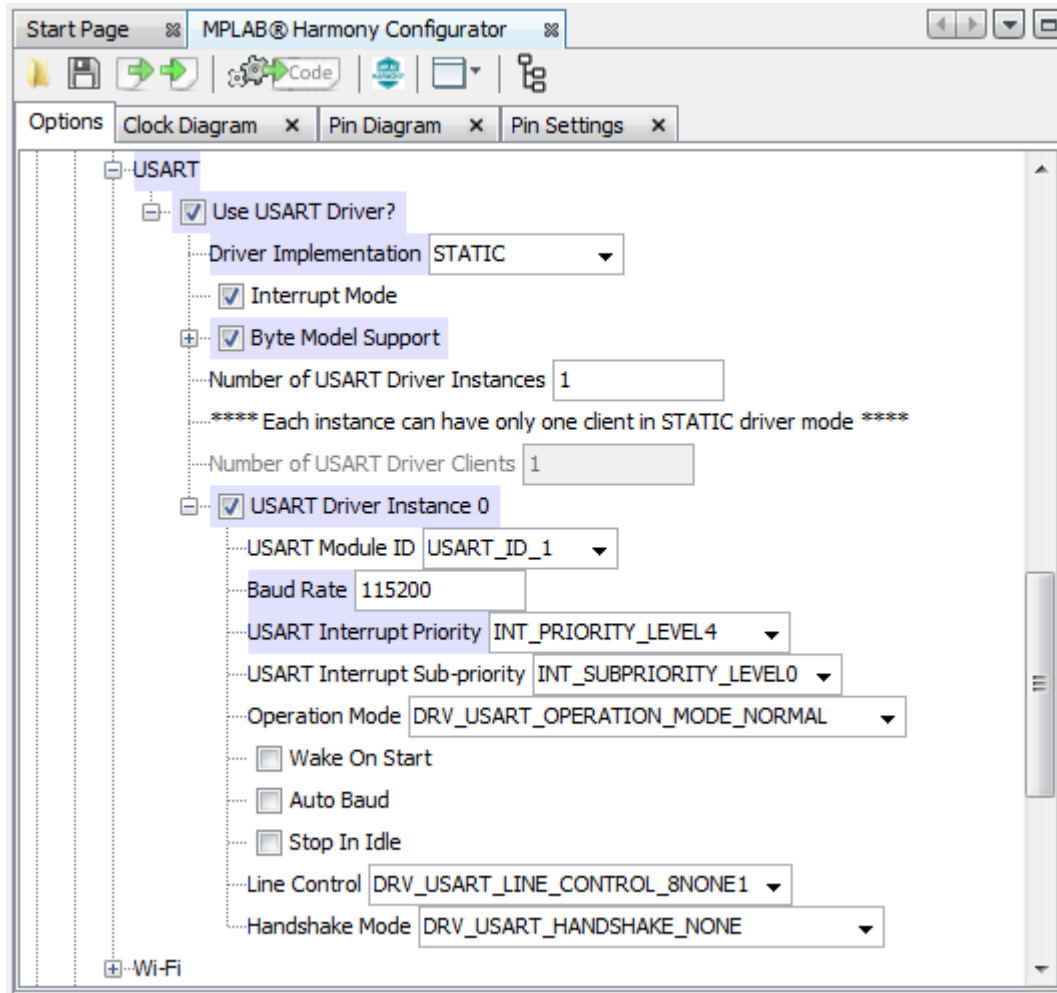 Start Page
MPLAB® Harmony Configurator
Code
Options
Clock Diagram
Pin Diagram
Pin Settings
USART
Use USART Driver?
Driver Implementation STATIC
Interrupt Mode
Byte Model Support
Number of USART Driver Instances 1
**** Each instance can have only one client in STATIC driver mode ****
Number of USART Driver Clients 1
USART Driver Instance 0
USART Module ID USART_ID_1
Baud Rate 115200
USART Interrupt Priority INT_PRIORITY_LEVEL4
USART Interrupt Sub-priority INT_SUBPRIORITY_LEVEL0
Operation Mode DRV_USART_OPERATION_MODE_NORMAL
Wake On Start
Auto Baud
Stop In Idle
Line Control DRV_USART_LINE_CONTROL_8NONE1
Handshake Mode DRV_USART_HANDSHAKE_NONE
Wi-Fi